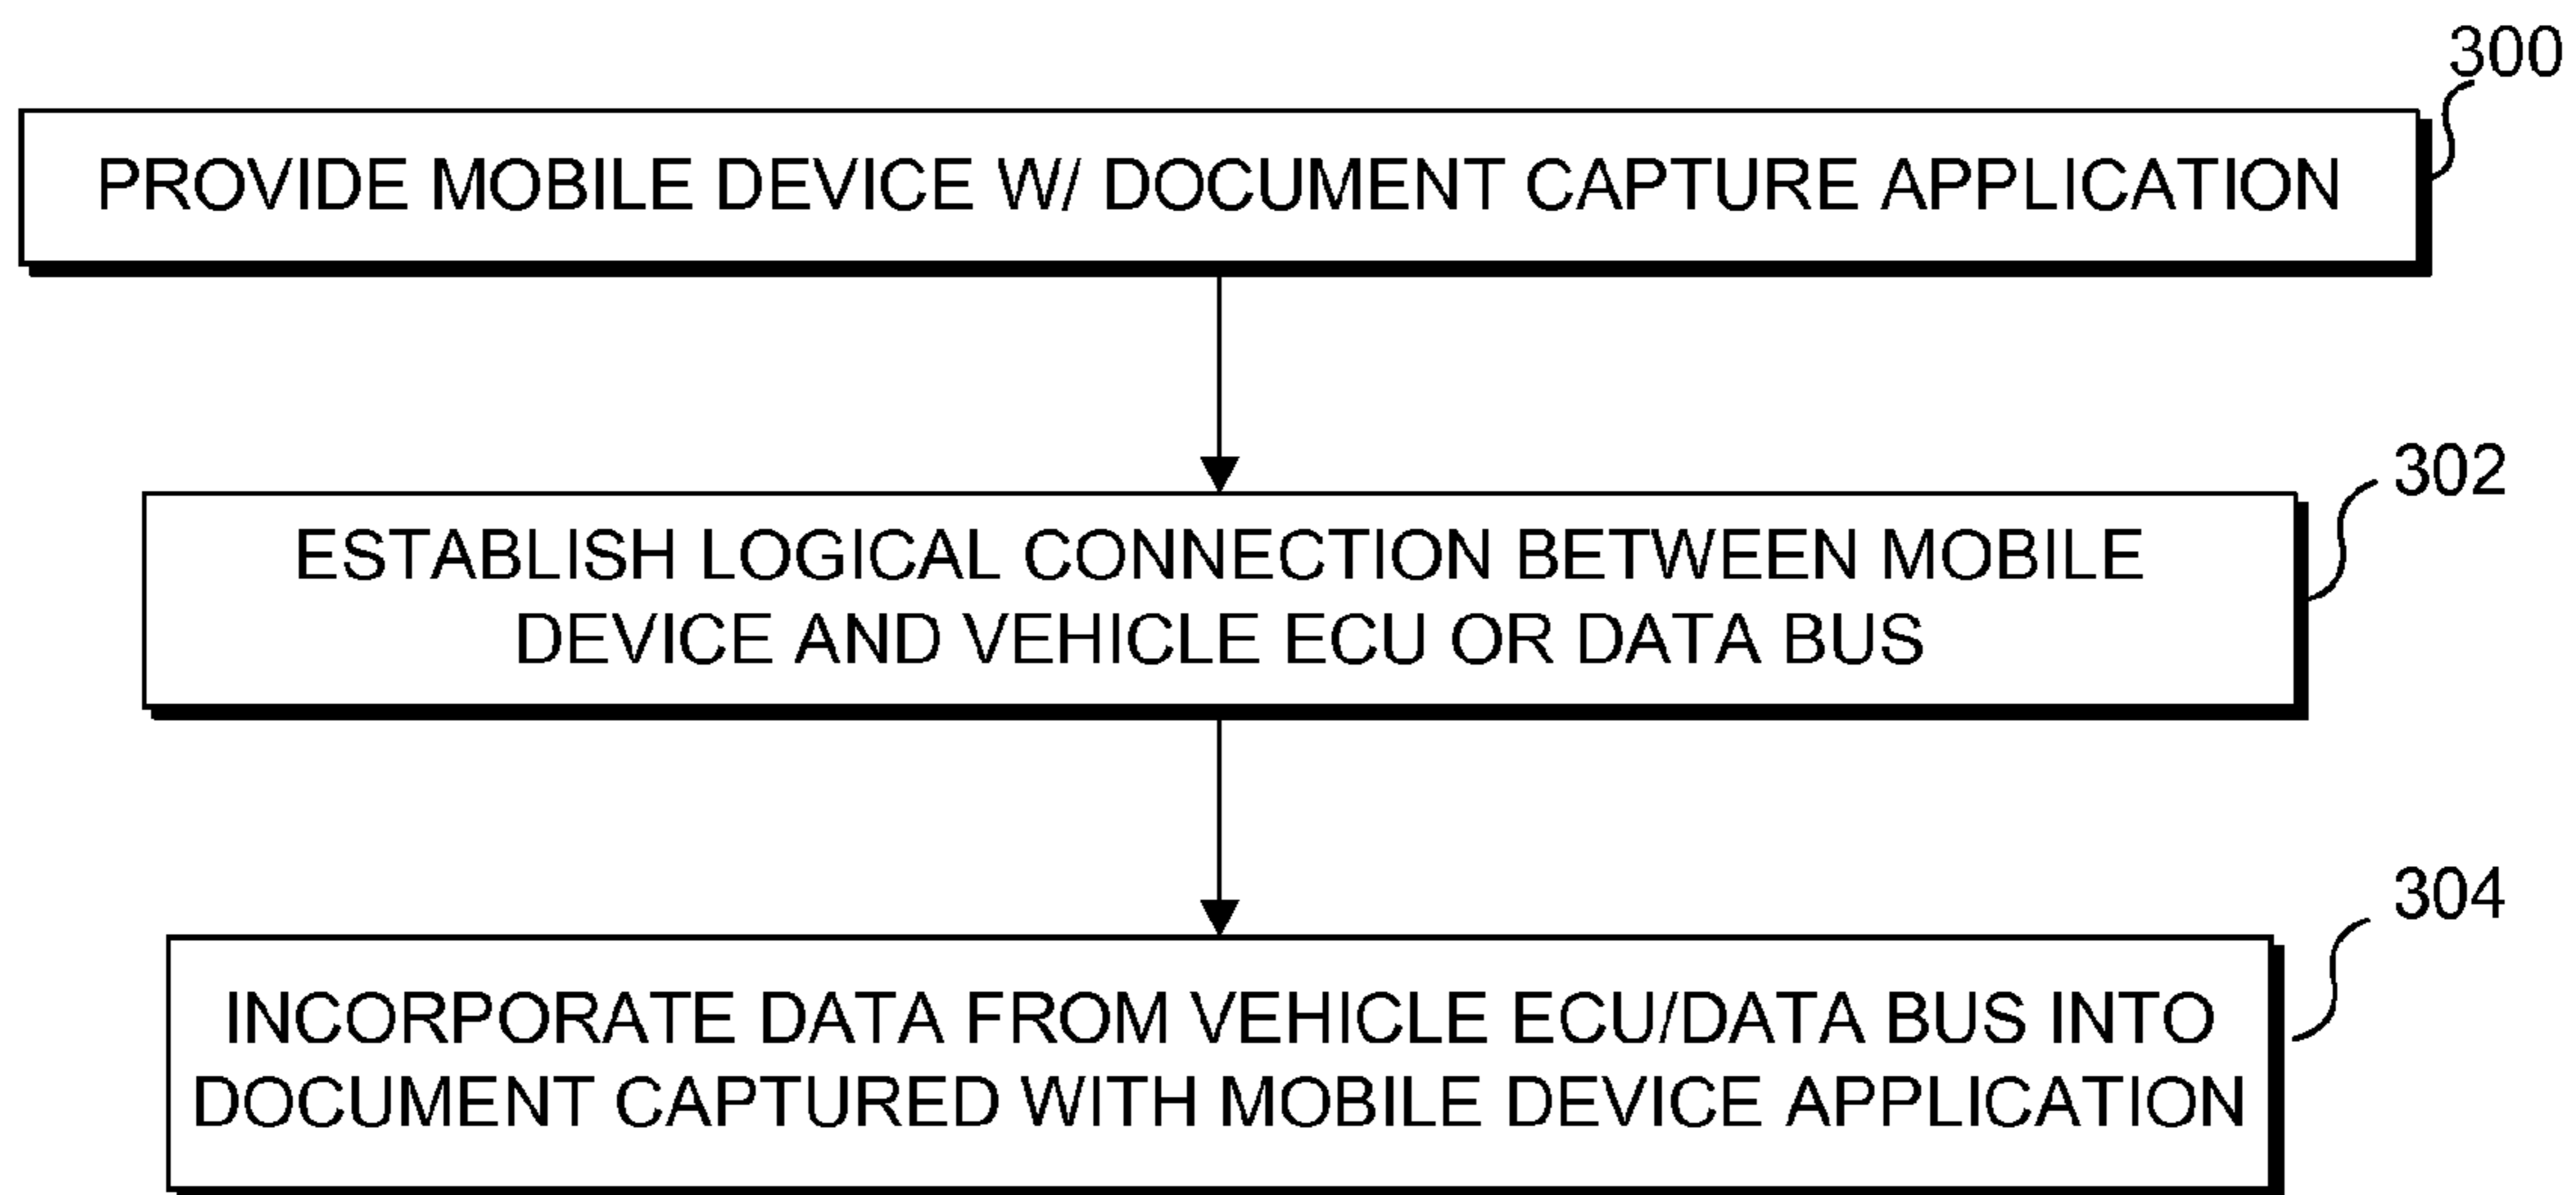 300
PROVIDE MOBILE DEVICE W/ DOCUMENT CAPTURE APPLICATION
302
ESTABLISH LOGICAL CONNECTION BETWEEN MOBILE
DEVICE AND VEHICLE ECU OR DATA BUS
304
INCORPORATE DATA FROM VEHICLE ECU/DATA BUS INTO
DOCUMENT CAPTURED WITH MOBILE DEVICE APPLICATION